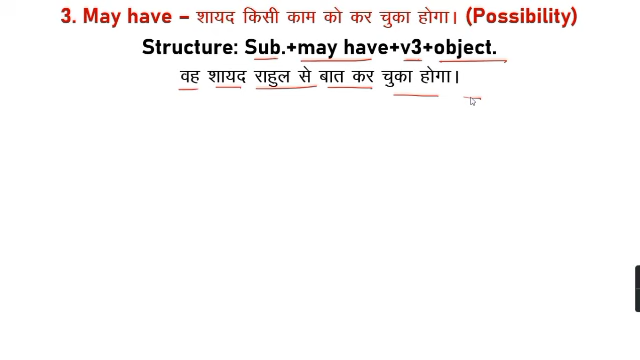 3. May have – शायद किसी काम को कर चुका होगा। (Possibility)
Structure: Sub.+may have+v3+object.
वह शायद राहुल से बात कर चुका होगा।